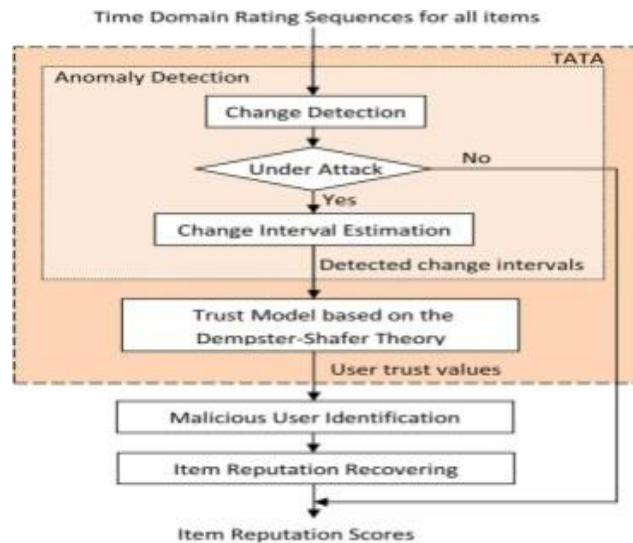 Time Domain Rating Sequences for all items
TATA
Anomaly Detection
Change Detection
Under Attack
No
Yes
Change Interval Estimation
Detected change intervals
Trust Model based on the
Dempster-Shafer Theory
User trust values
Malicious User Identification
Item Reputation Recovering
Item Reputation Scores